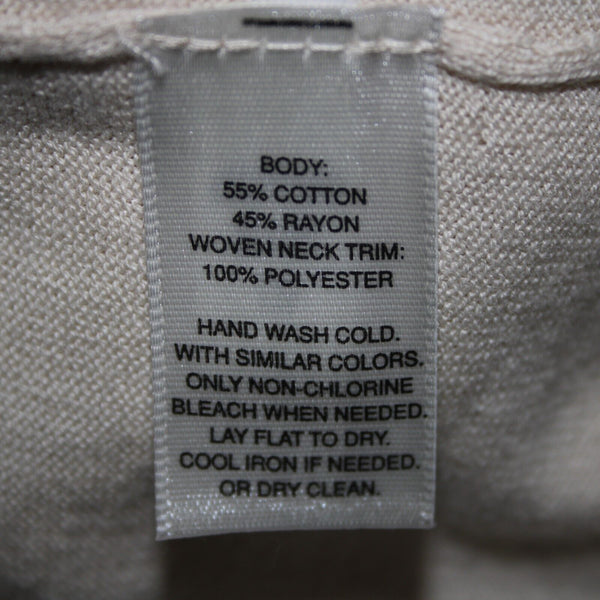 BODY:
55% COTTON
45% RAYON
WOVEN NECK TRIM:
100% POLYESTER
HAND WASH COLD.
WITH SIMILAR COLORS.
ONLY NON-CHLORINE
BLEACH WHEN NEEDED.
LAY FLAT TO DRY.
COOL IRON IF NEEDED.
OR DRY CLEAN.